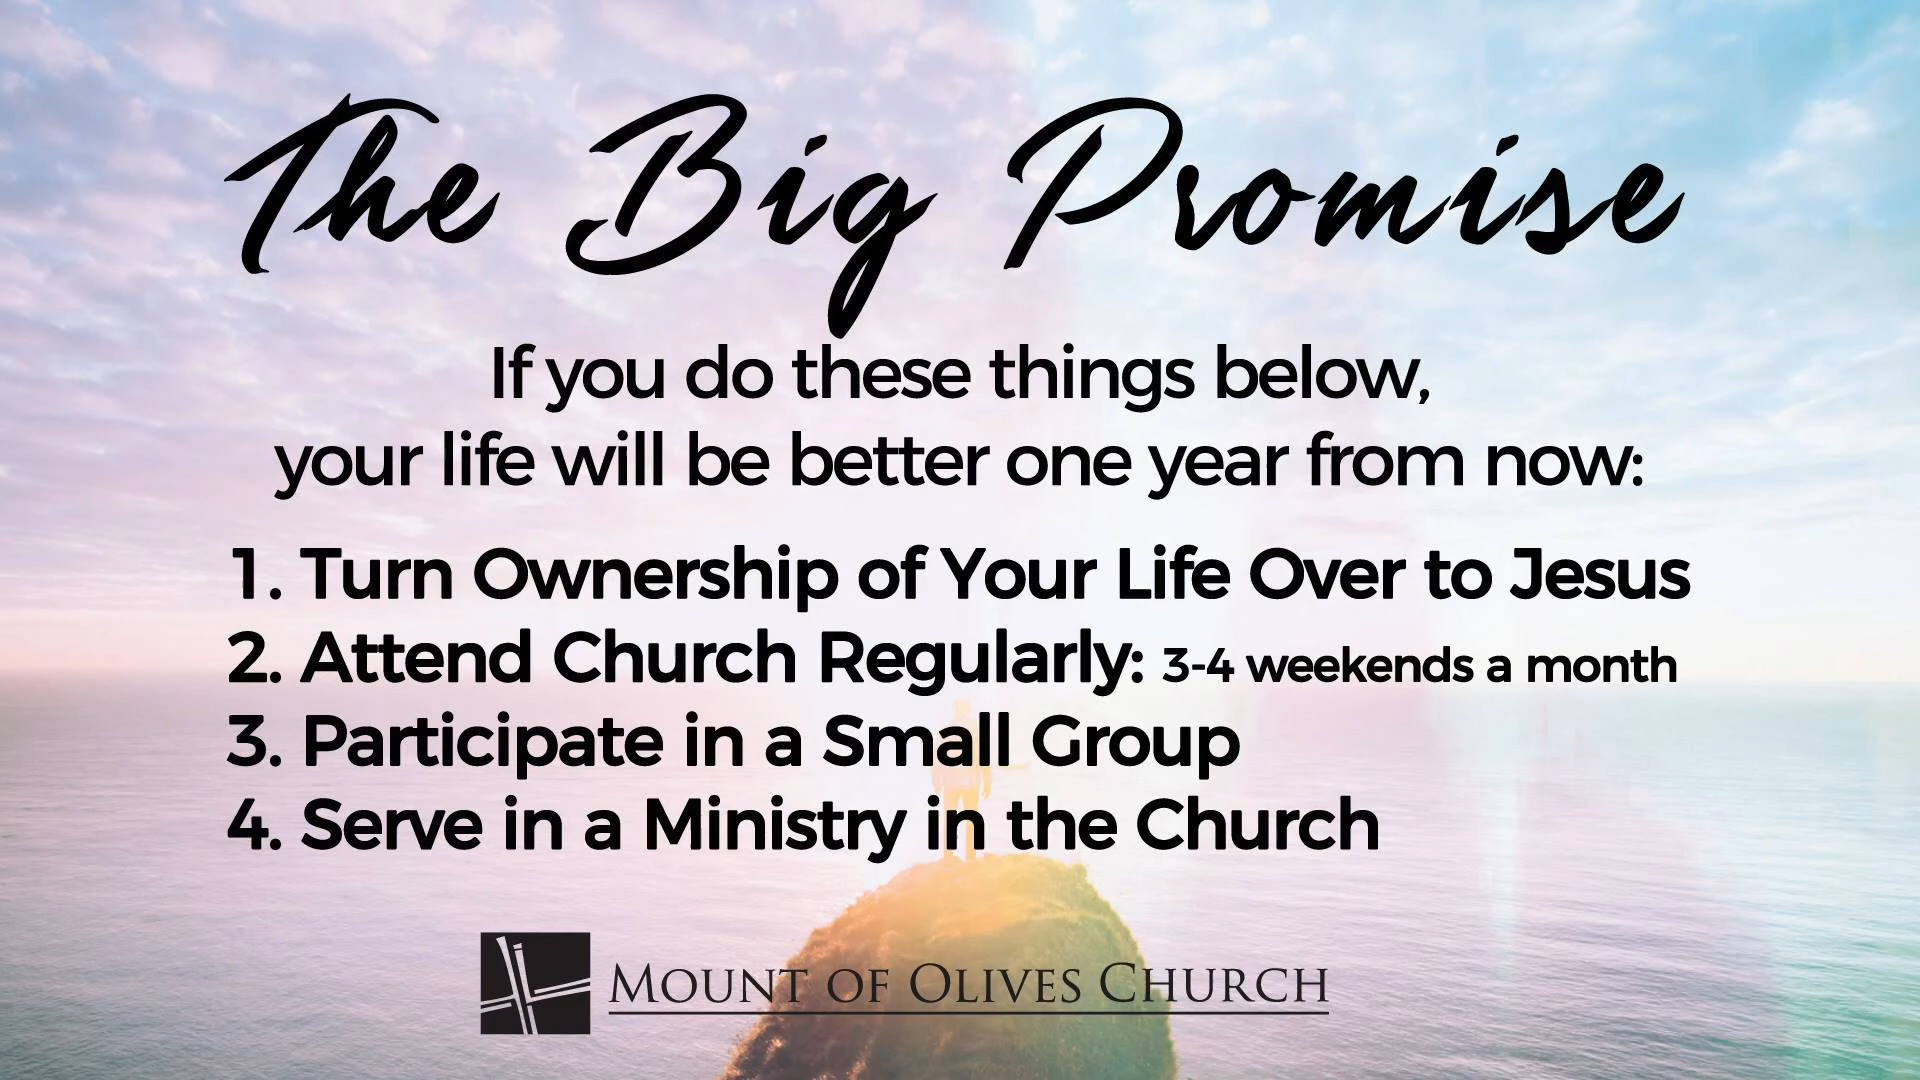 The Big Promise
If you do these things below,
your life will be better one year from now:
1. Turn Ownership of Your Life Over to Jesus
2. Attend Church Regularly: 3-4 weekends a month
3. Participate in a Small Group
4. Serve in a Ministry in the Church
MOUNT OF OLIVES CHURCH